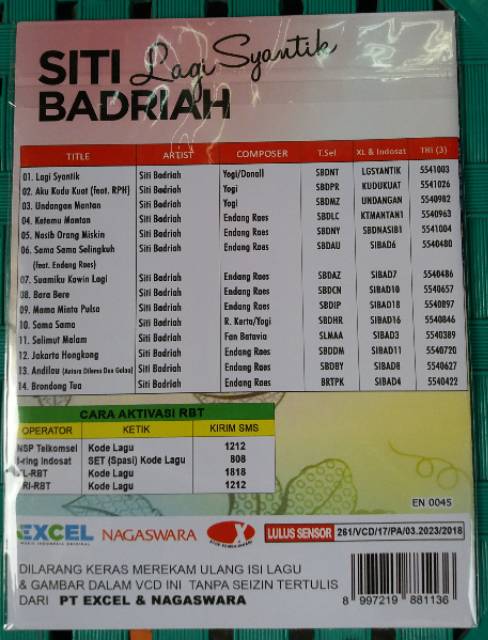 SITI Lagi Syantik
BADRIAH
TITLE ARTIST COMPOSER T.Sel XL & Indosat TRI (3)
01. Lagi Syantik Siti Badriah Yogi/Donall SBDNT LGSYANTIK 5541003
02. Aku Kudu Kuat (feat. RPH) Siti Badriah Yogi SBDPR KUDUKUAT 5541026
03. Undangan Mantan Siti Badriah Yogi SBDMZ UNDANGAN 5540982
04. Ketemu Mantan Siti Badriah Endang Raes SBDLC KTMANTAN1 5540963
05. Nasib Orang Miskin Siti Badriah Endang Raes SBDNY SBDNASIB1 5541004
06. Sama Sama Selingkuh Siti Badriah Endang Raes SBDAU SIBAD6 5540480
(feat. Endang Raes)
07. Suamiku Kawin Lagi Siti Badriah Endang Raes SBDAZ SIBAD7 5540486
08. Bara Bere Siti Badriah Endang Raes SBDCN SIBAD10 5540657
09. Mama Minta Pulsa Siti Badriah Endang Raes SBDIP SIBAD18 5540897
10. Sama Sama Siti Badriah R. Karta/Yogi SBDHR SIBAD16 5540846
11. Selimut Malam Siti Badriah Fan Batavia SLMAA SIBAD3 5540389
12. Jakarta Hongkong Siti Badriah Endang Raes SBDDM SIBAD11 5540720
13. Andilau (Antara Dilema Dan Galau) Siti Badriah Endang Raes SBDBY SIBAD8 5540627
14. Brondong Tua Siti Badriah Endang Raes BRTPK SIBAD4 5540422
CARA AKTIVASI RBT
OPERATOR KETIK KIRIM SMS
NSP Telkomsel Kode Lagu 1212
I-ring Indosat SET (Spasi) Kode Lagu 808
XL-RBT Kode Lagu 1818
TRI-RBT Kode Lagu 1212
EN 0045
EXCEL NAGASWARA LULUS SENSOR 261/VCD/17/PA/03.2023/2018
DILARANG KERAS MEREKAM ULANG ISI LAGU
& GAMBAR DALAM VCD INI TANPA SEIZIN TERTULIS
DARI PT EXCEL & NAGASWARA
8 997219 881136